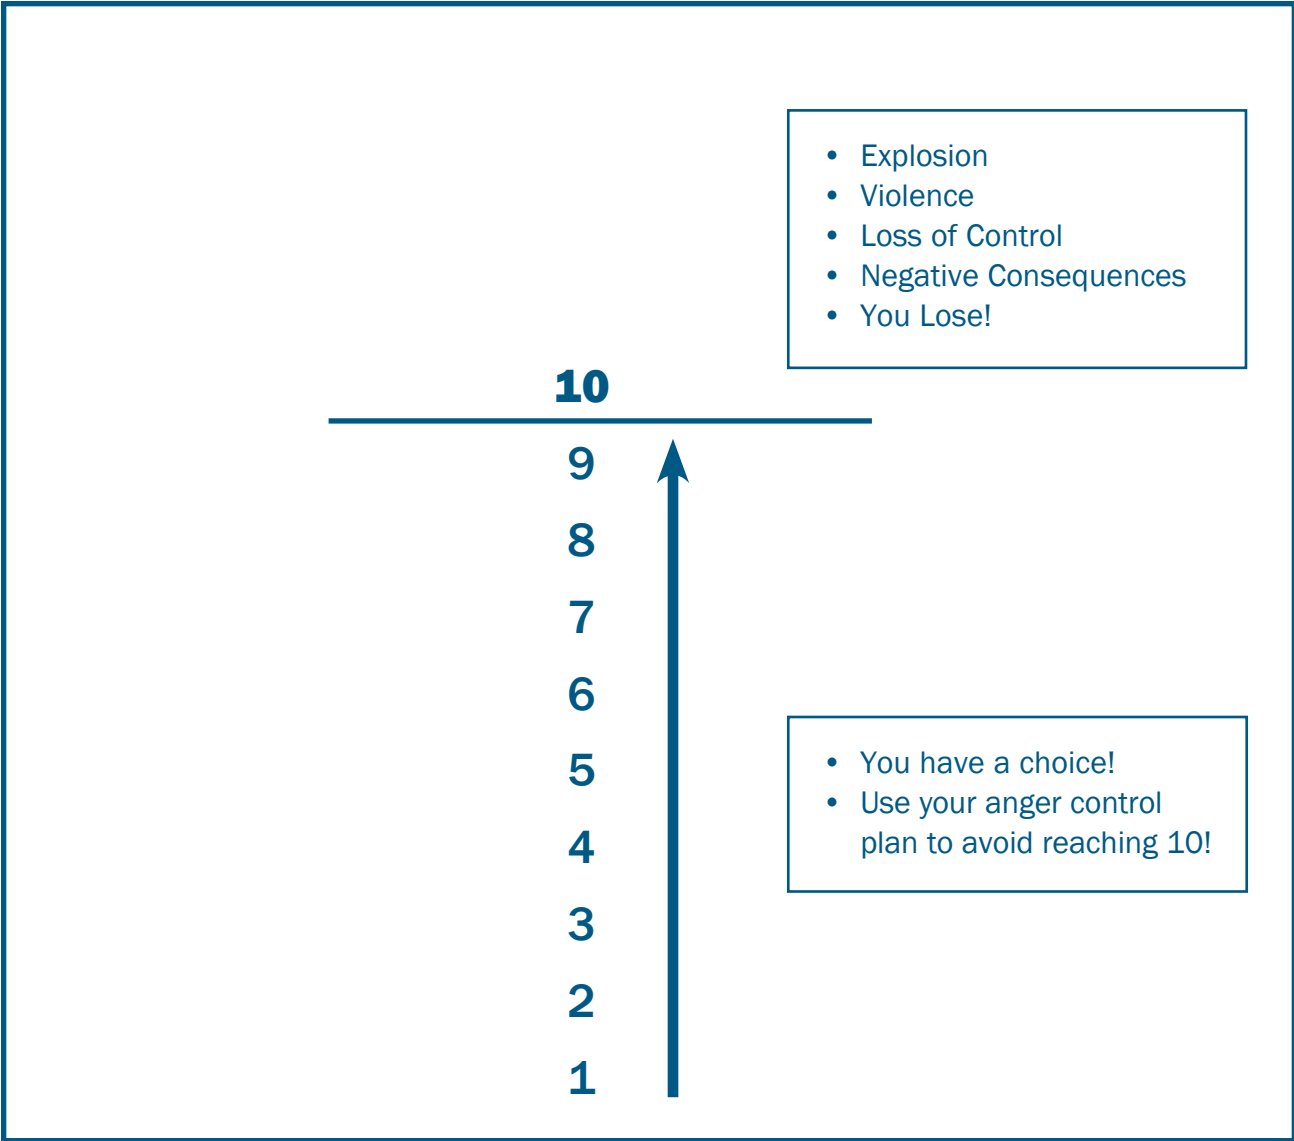 • Explosion
• Violence
• Loss of Control
• Negative Consequences
• You Lose!
10
9
8
7
6
5
• You have a choice!
• Use your anger control
plan to avoid reaching 10!
4
3
2
1